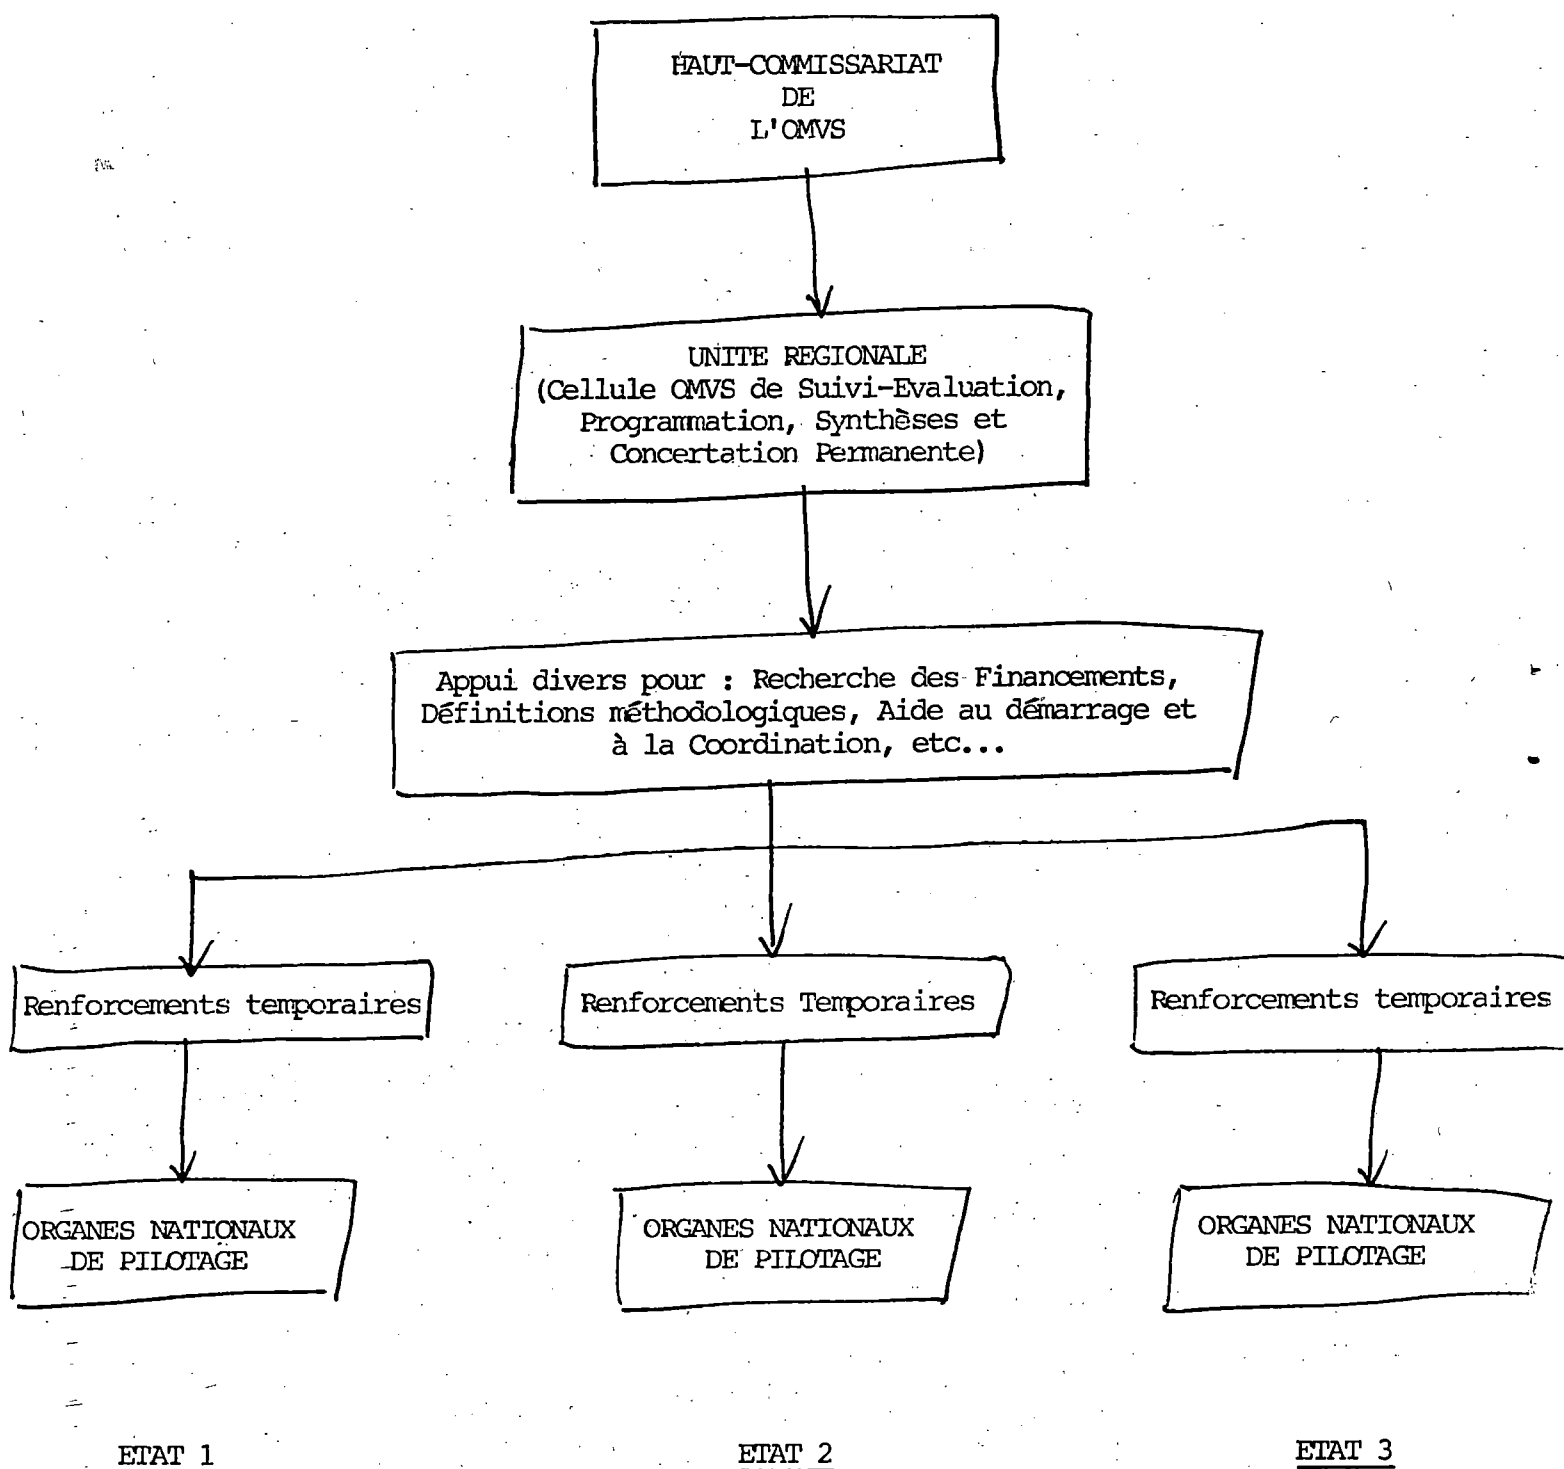 HAUT-COMMISSARIAT
DE
L'OMVS
UNITE REGIONALE
(Cellule OMVS de Suivi-Evaluation,
Programmation, Synthèses et
Concertation Permanente)
Appui divers pour : Recherche des Financements,
Définitions méthodologiques, Aide au démarrage et
à la Coordination, etc...
Renforcements temporaires
Renforcements Temporaires
Renforcements temporaires
ORGANES NATIONAUX
DE PILOTAGE
ORGANES NATIONAUX
DE PILOTAGE
ORGANES NATIONAUX
DE PILOTAGE
ETAT 1
ETAT 2
ETAT 3